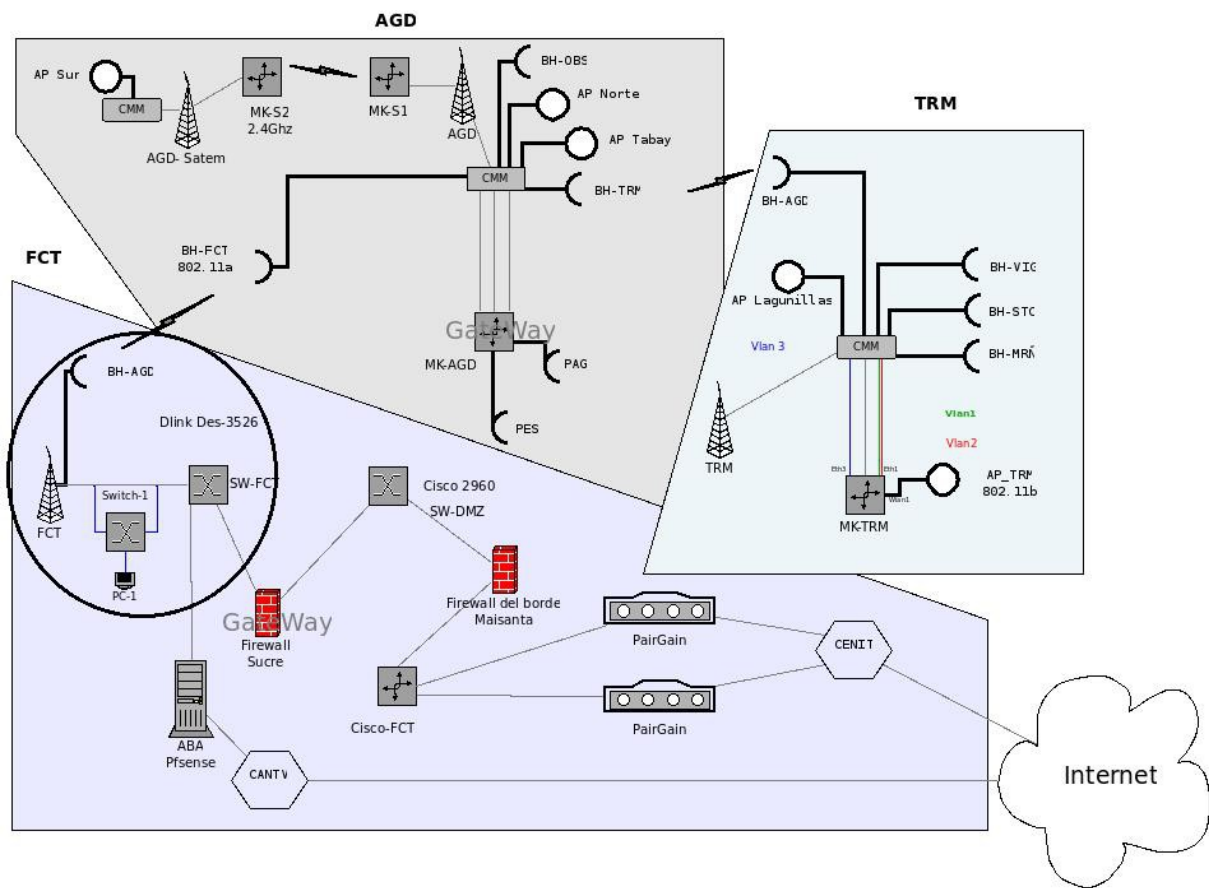 AGD
AP Sur
CMM
AGD- Satem
MK-S2
2.4Ghz
MK-S1
AGD
BH-OBS
AP Norte
AP Tabay
CMM
BH-TRM
BH-FCT
802.11a
GateWay
MK-AGD
PAG
PES
TRM
BH-AGD
AP Lagunillas
BH-VIG
BH-STC
BH-MRÑ
CMM
Vlan 3
Vlan1
Vlan2
TRM
Eth3
Eth1
Wlan1
MK-TRM
AP_TRM
802.11b
FCT
BH-AGD
Dlink Des-3526
SW-FCT
Switch-1
FCT
PC-1
Cisco 2960
SW-DMZ
GateWay
Firewall
Sucre
Firewall del borde
Maisanta
PairGain
PairGain
CENIT
Cisco-FCT
ABA
Pfsense
CANTV
Internet